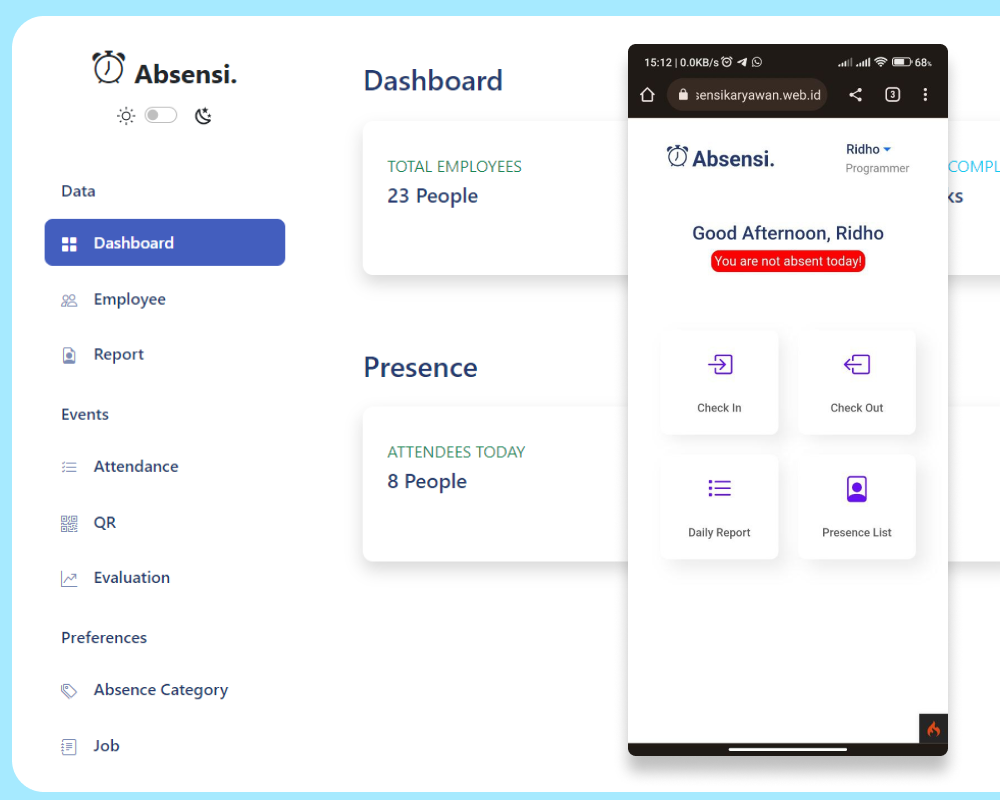 Absensi.
Data
Dashboard
Employee
Report
Events
Attendance
QR
Evaluation
Preferences
Absence Category
Job
Dashboard
TOTAL EMPLOYEES
23 People
Presence
ATTENDEES TODAY
8 People
COMPL
ks
15:12 | 0.0KB/s
68%
sensikaryawan.web.id
3
Absensi.
Ridho
Programmer
Good Afternoon, Ridho
You are not absent today!
Check In
Check Out
Daily Report
Presence List